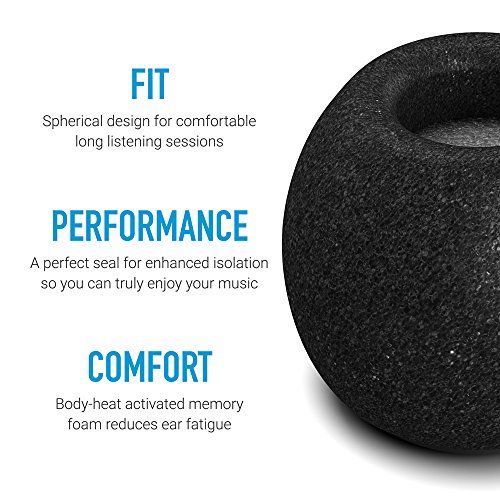 FIT
Spherical design for comfortable
long listening sessions
PERFORMANCE
A perfect seal for enhanced isolation
so you can truly enjoy your music
COMFORT
Body-heat activated memory
foam reduces ear fatigue